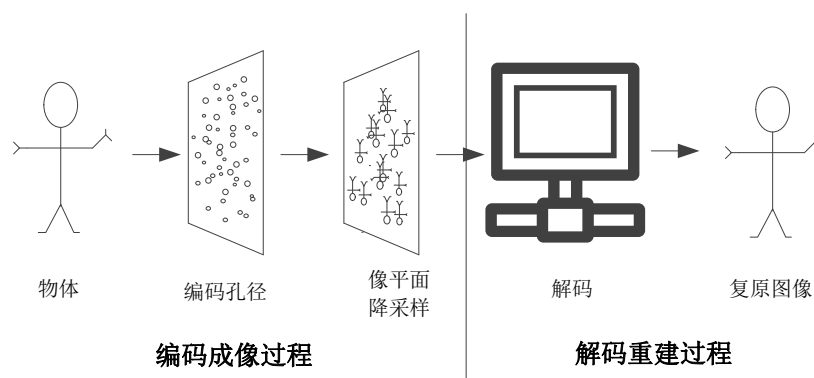 物体
编码孔径
像平面
降采样
解码
复原图像
编码成像过程
解码重建过程